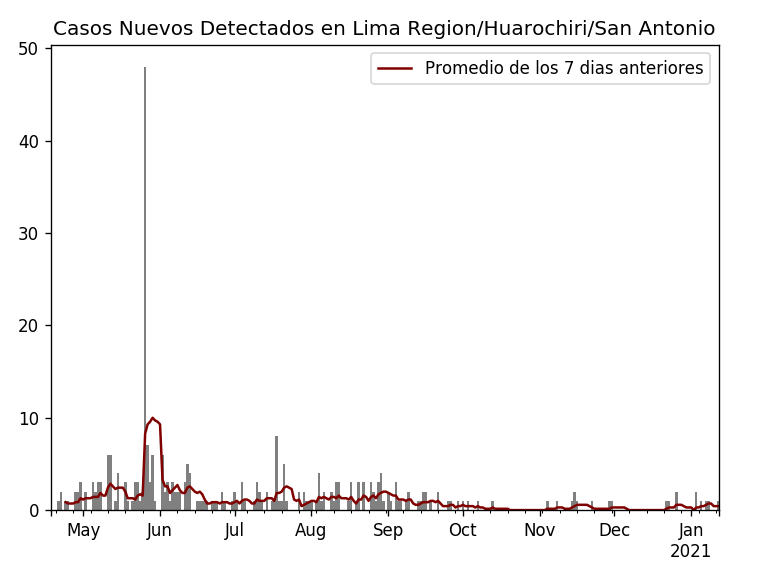 Casos Nuevos Detectados en Lima Region/Huarochiri/San Antonio
Promedio de los 7 dias anteriores
50
40
30
20
10
0
May Jun Jul Aug Sep Oct Nov Dec Jan
2021